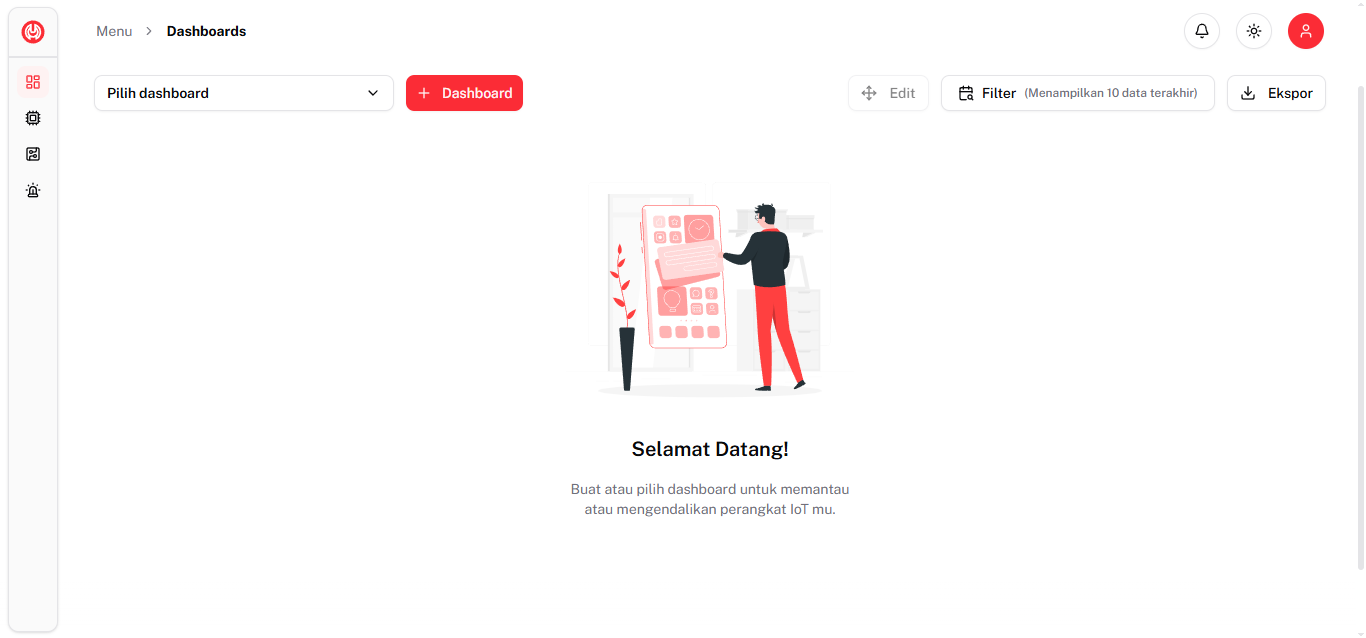 Menu > Dashboards
Pilih dashboard
+ Dashboard
Edit
Filter (Menampilkan 10 data terakhir)
Ekspor
Selamat Datang!
Buat atau pilih dashboard untuk memantau
atau mengendalikan perangkat IoT mu.